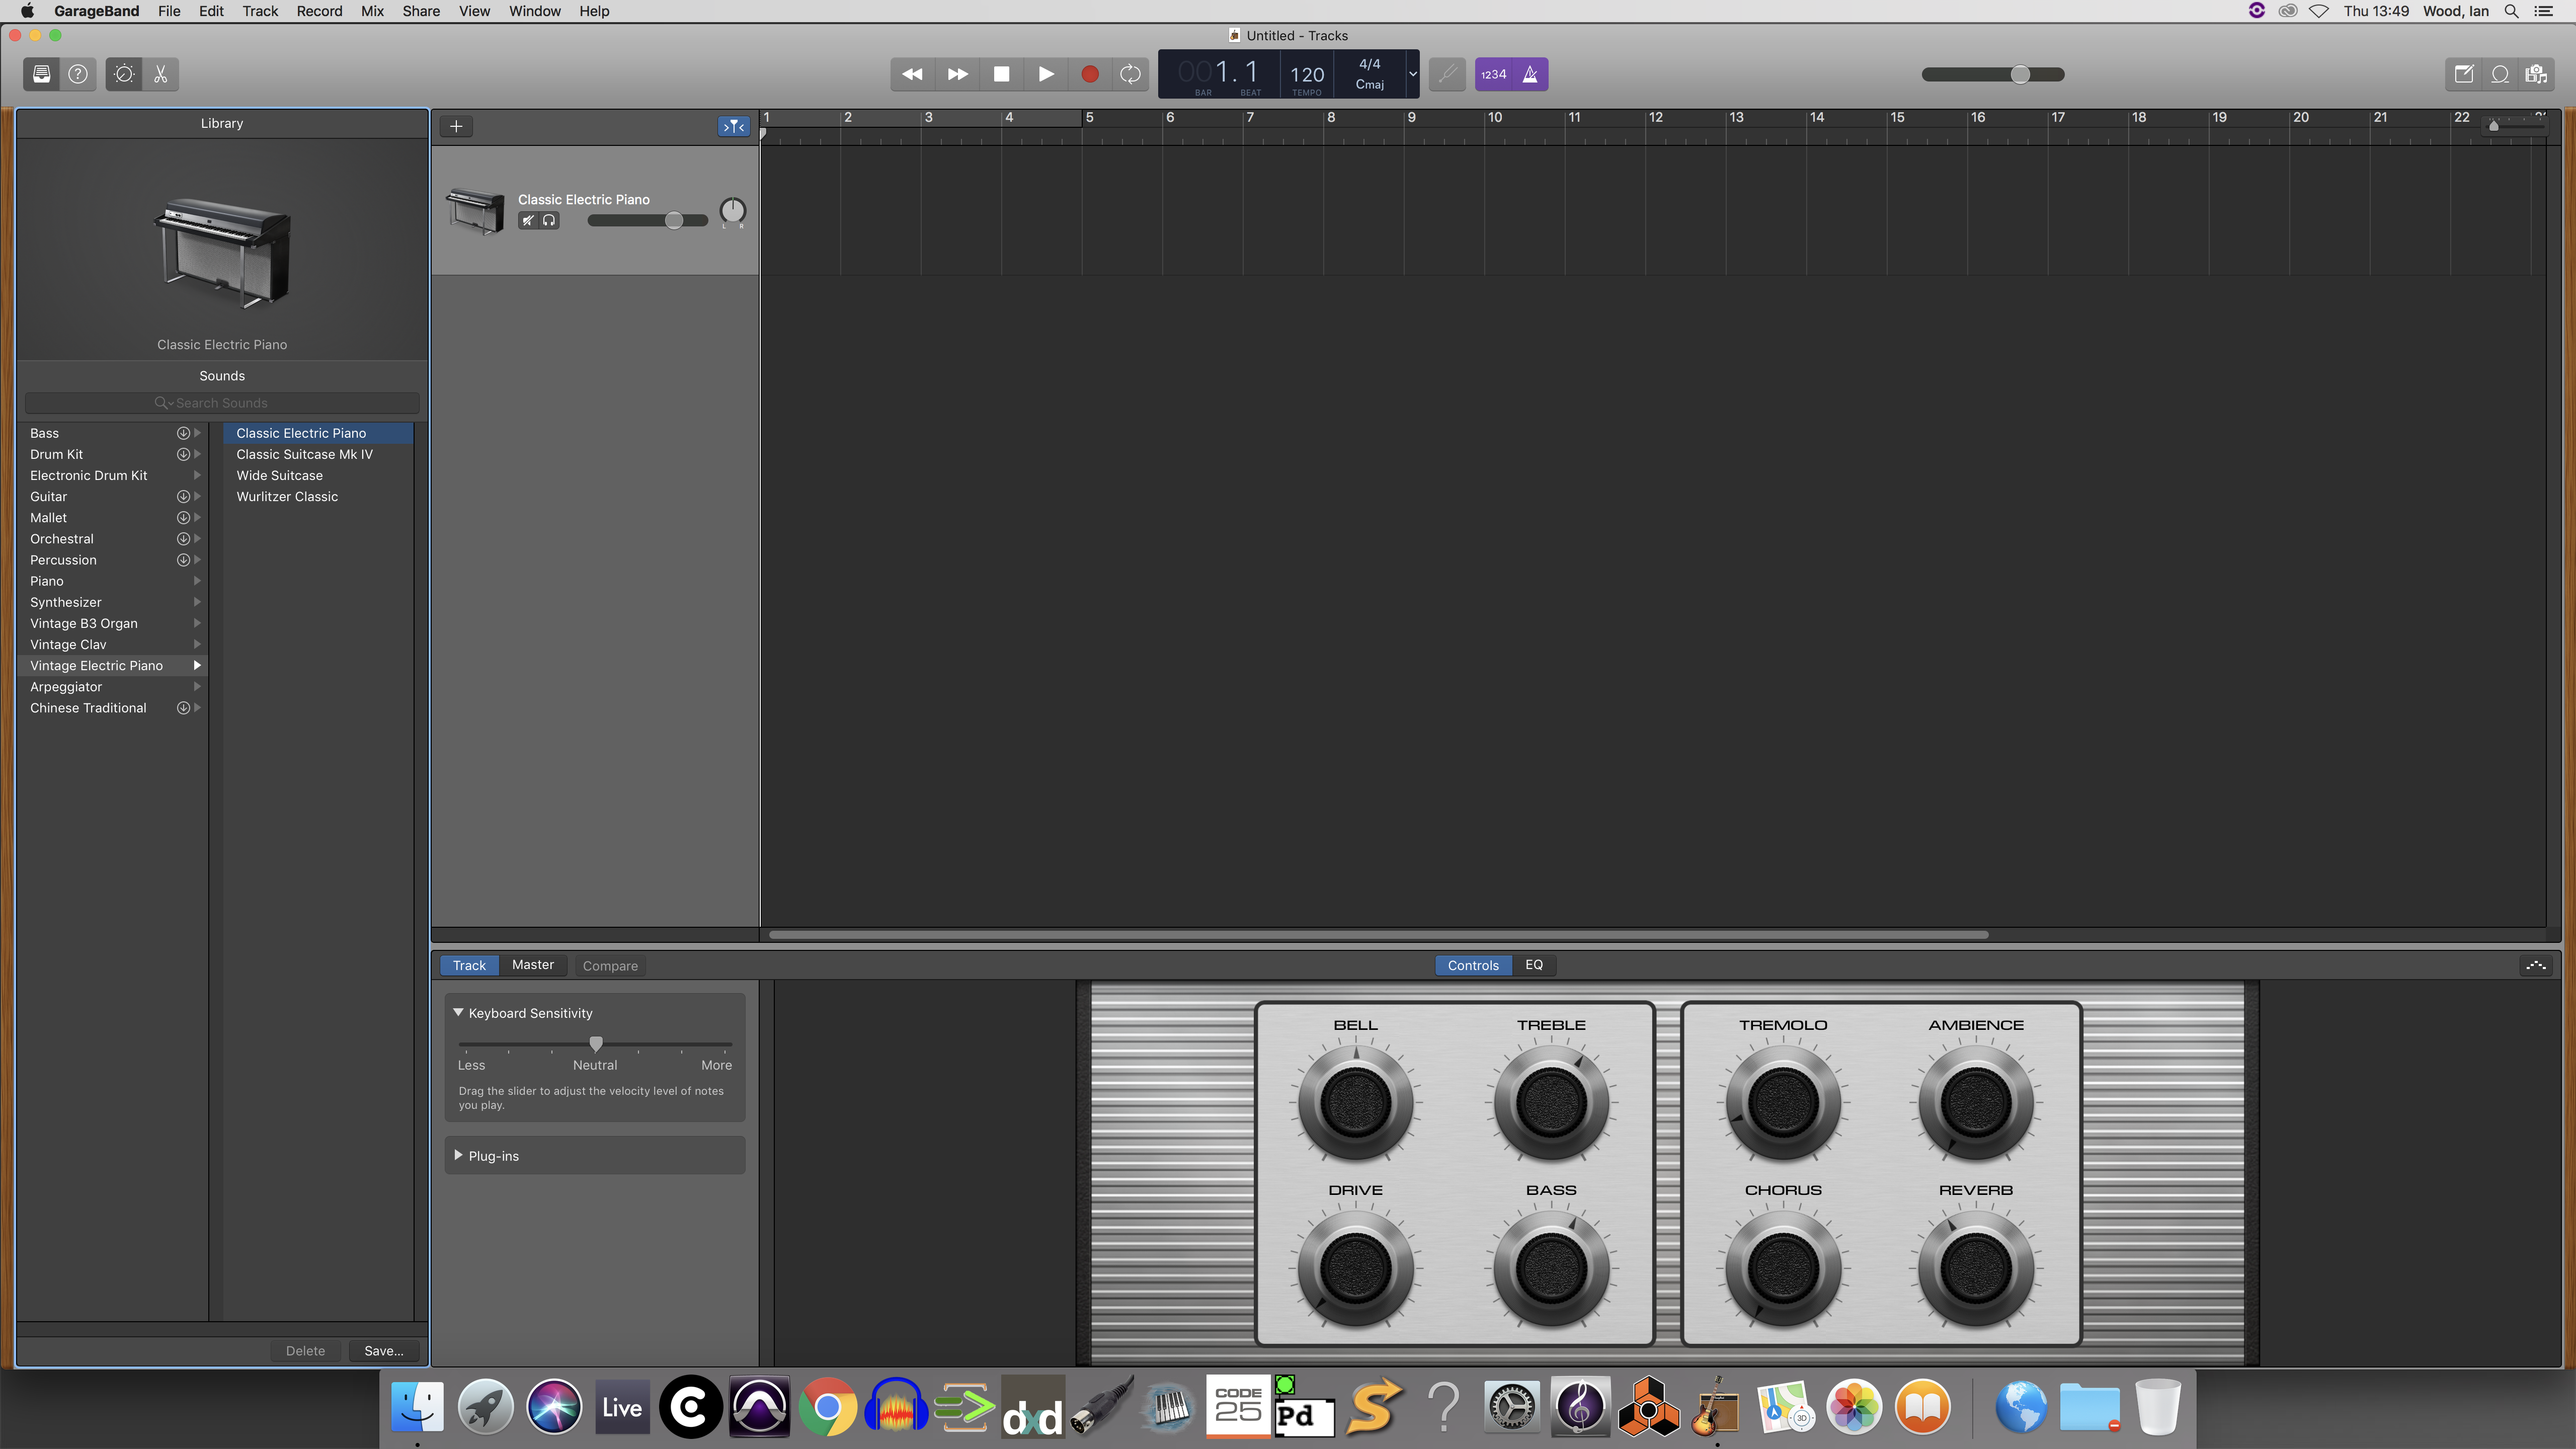 GarageBand File Edit Track Record Mix Share View Window Help
Thu 13:49 Wood, Ian
Untitled - Tracks
001.1 120 4/4
Cmaj
BAR BEAT TEMPO
1234
Library
1 2 3 4 5 6 7 8 9 10 11 12 13 14 15 16 17 18 19 20 21 22
Classic Electric Piano
L R
Classic Electric Piano
Sounds
Search Sounds
Bass
Drum Kit
Electronic Drum Kit
Guitar
Mallet
Orchestral
Percussion
Piano
Synthesizer
Vintage B3 Organ
Vintage Clav
Vintage Electric Piano
Arpeggiator
Chinese Traditional
Classic Electric Piano
Classic Suitcase Mk IV
Wide Suitcase
Wurlitzer Classic
Delete Save...
Track Master Compare
Controls EQ
Keyboard Sensitivity
Less Neutral More
Drag the slider to adjust the velocity level of notes
you play.
Plug-ins
BELL TREBLE TREMOLO AMBIENCE
DRIVE BASS CHORUS REVERB
Live
dxd
CODE
25
Pd
3D